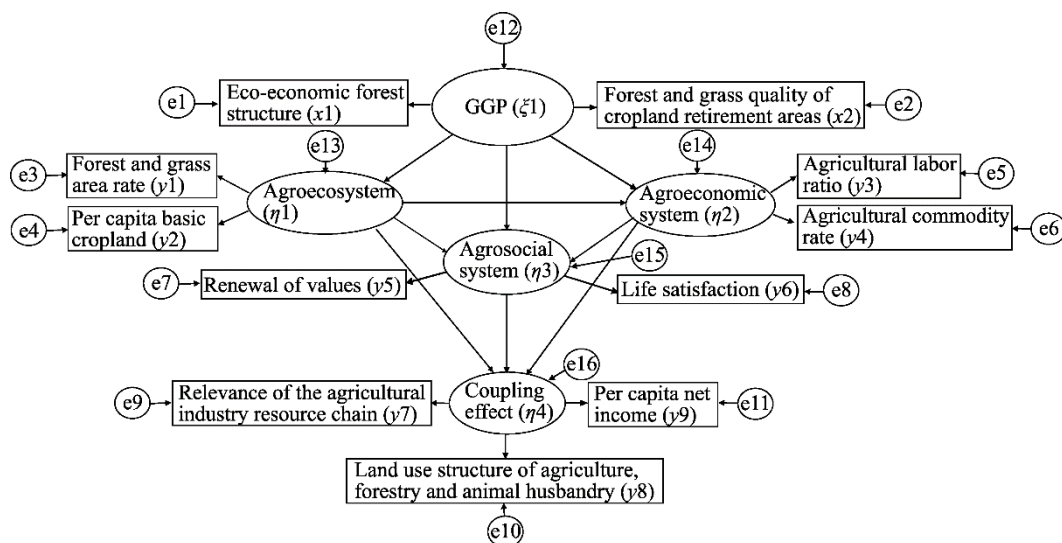 e12
e1
Eco-economic forest
structure (x1)
GGP (ξ1)
Forest and grass quality of
cropland retirement areas (x2)
e2
e13
e14
e3
Forest and grass
area rate (y1)
Agroecosystem
(η1)
Agroeconomic
system (η2)
Agricultural labor
ratio (y3)
e5
e4
Per capita basic
cropland (y2)
Agricultural commodity
rate (y4)
e6
Agrosocial
system (η3)
e15
e7
Renewal of values (y5)
Life satisfaction (y6)
e8
e16
e9
Relevance of the agricultural
industry resource chain (y7)
Coupling
effect (η4)
Per capita net
income (y9)
e11
Land use structure of agriculture,
forestry and animal husbandry (y8)
e10